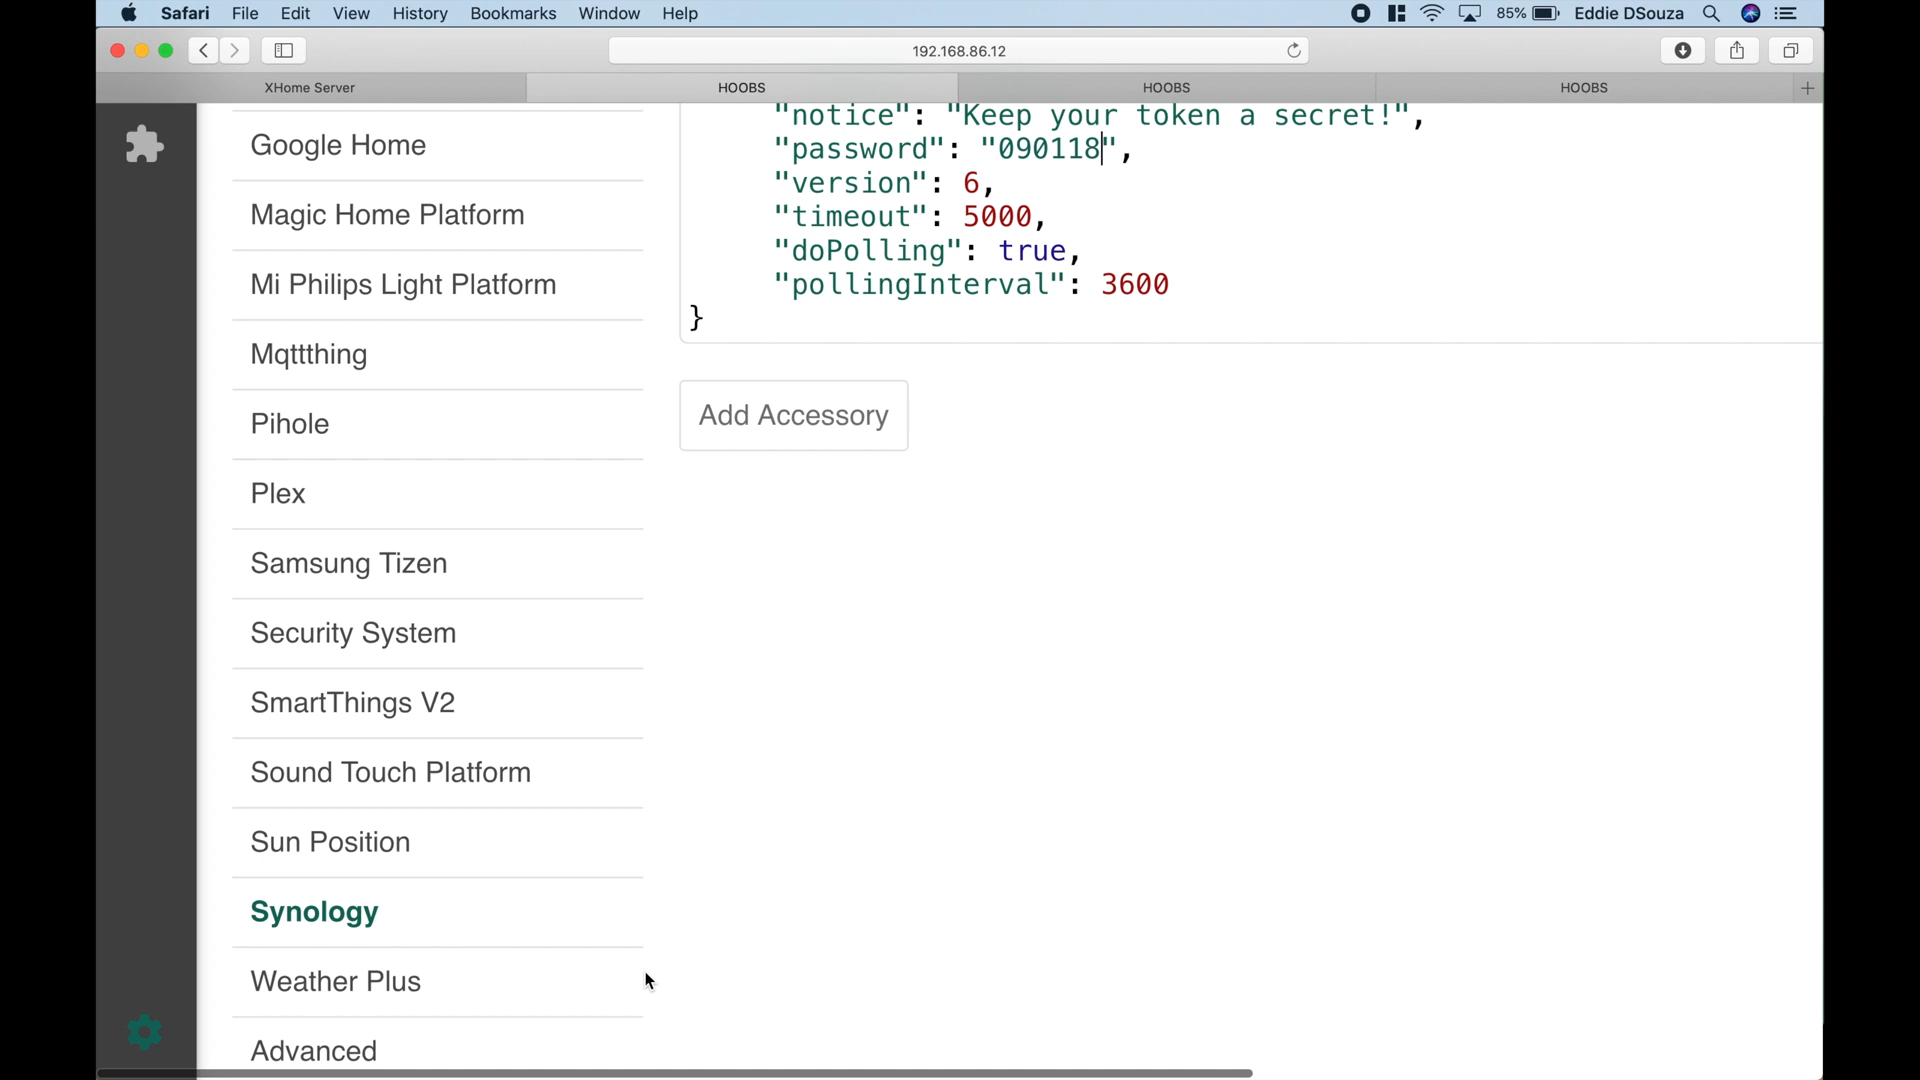 Safari File Edit View History Bookmarks Window Help 85% Eddie DSouza
192.168.86.12
XHome Server HOOBS HOOBS HOOBS
Google Home
Magic Home Platform
Mi Philips Light Platform
Mqttthing
Pihole
Plex
Samsung Tizen
Security System
SmartThings V2
Sound Touch Platform
Sun Position
Synology
Weather Plus
Advanced
"notice": "Keep your token a secret!",
"password": "090118",
"version": 6,
"timeout": 5000,
"doPolling": true,
"pollingInterval": 3600
}
Add Accessory